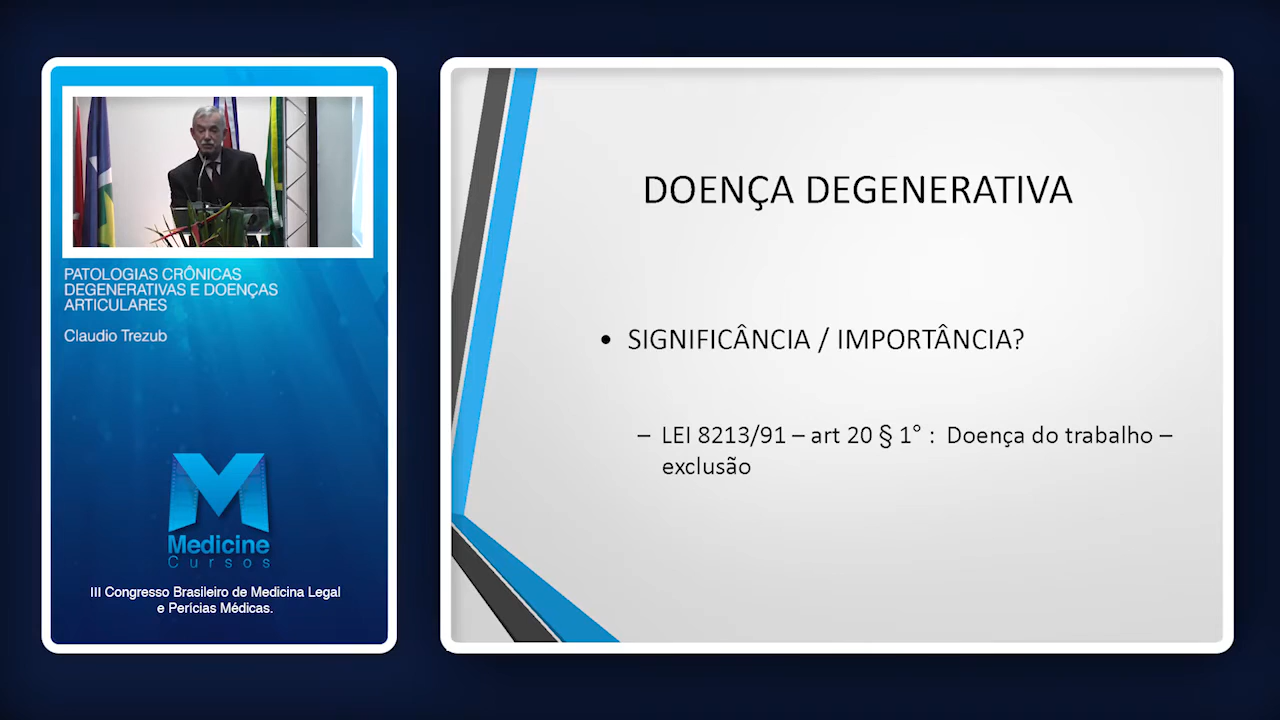 PATOLOGIAS CRÔNICAS
DEGENERATIVAS E DOENÇAS
ARTICULARES
Claudio Trezub
Medicine
Cursos
III Congresso Brasileiro de Medicina Legal
e Perícias Médicas.
DOENÇA DEGENERATIVA
• SIGNIFICÂNCIA / IMPORTÂNCIA?
– LEI 8213/91 – art 20 § 1° : Doença do trabalho –
exclusão